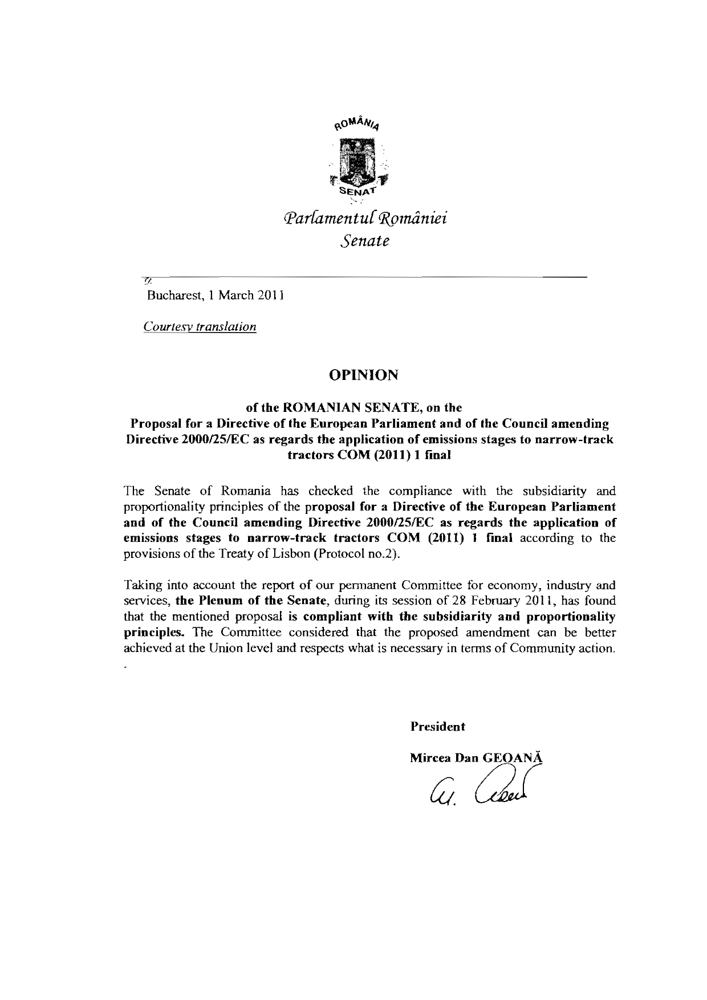 ROMÂNIA
SENAT
Parlamentul României
Senate
Bucharest, 1 March 2011
Courtesy translation
OPINION
of the ROMANIAN SENATE, on the
Proposal for a Directive of the European Parliament and of the Council amending
Directive 2000/25/EC as regards the application of emissions stages to narrow-track
tractors COM (2011) 1 final
The Senate of Romania has checked the compliance with the subsidiarity and
proportionality principles of the proposal for a Directive of the European Parliament
and of the Council amending Directive 2000/25/EC as regards the application of
emissions stages to narrow-track tractors COM (2011) 1 final according to the
provisions of the Treaty of Lisbon (Protocol no.2).
Taking into account the report of our permanent Committee for economy, industry and
services, the Plenum of the Senate, during its session of 28 February 2011, has found
that the mentioned proposal is compliant with the subsidiarity and proportionality
principles. The Committee considered that the proposed amendment can be better
achieved at the Union level and respects what is necessary in terms of Community action.
President
Mircea Dan GEOANĂ